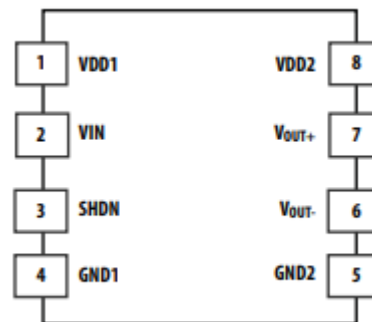 1 VDD1 VDD2 8
2 VIN VOUT+ 7
3 SHDN VOUT- 6
4 GND1 GND2 5